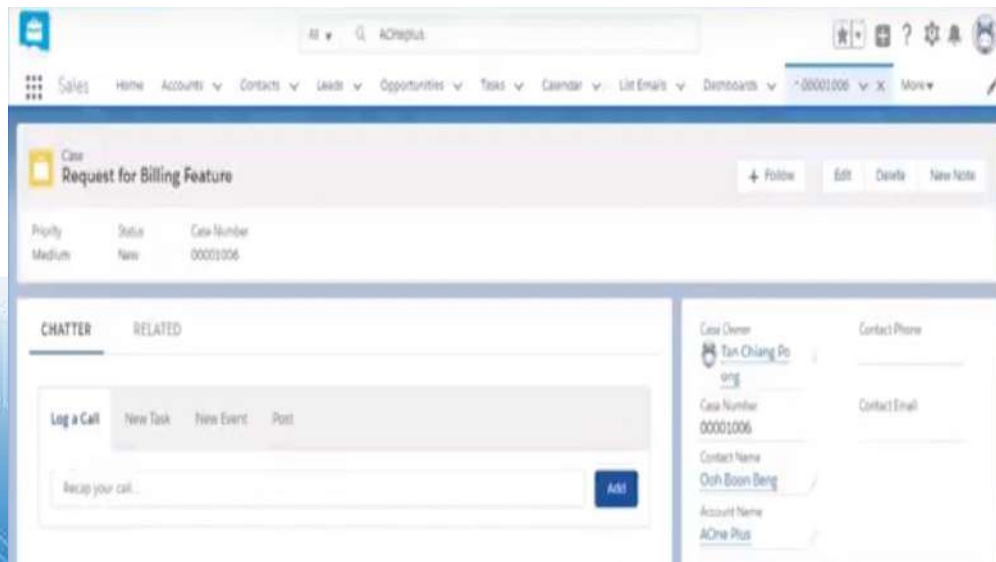 All AOneplus
Sales Home Accounts Contacts Leads Opportunities Tasks Calendar List Emails Dashboards * 00001006 More
Case
Request for Billing Feature
+ Follow Edit Delete New Note
Priority Status Case Number
Medium New 00001006
CHATTER RELATED
Log a Call New Task New Event Post
Recap your call...
Add
Case Owner Contact Phone
Tan Chiang Po
ong
Case Number Contact Email
00001006
Contact Name
Ooh Boon Beng
Account Name
AOne Plus